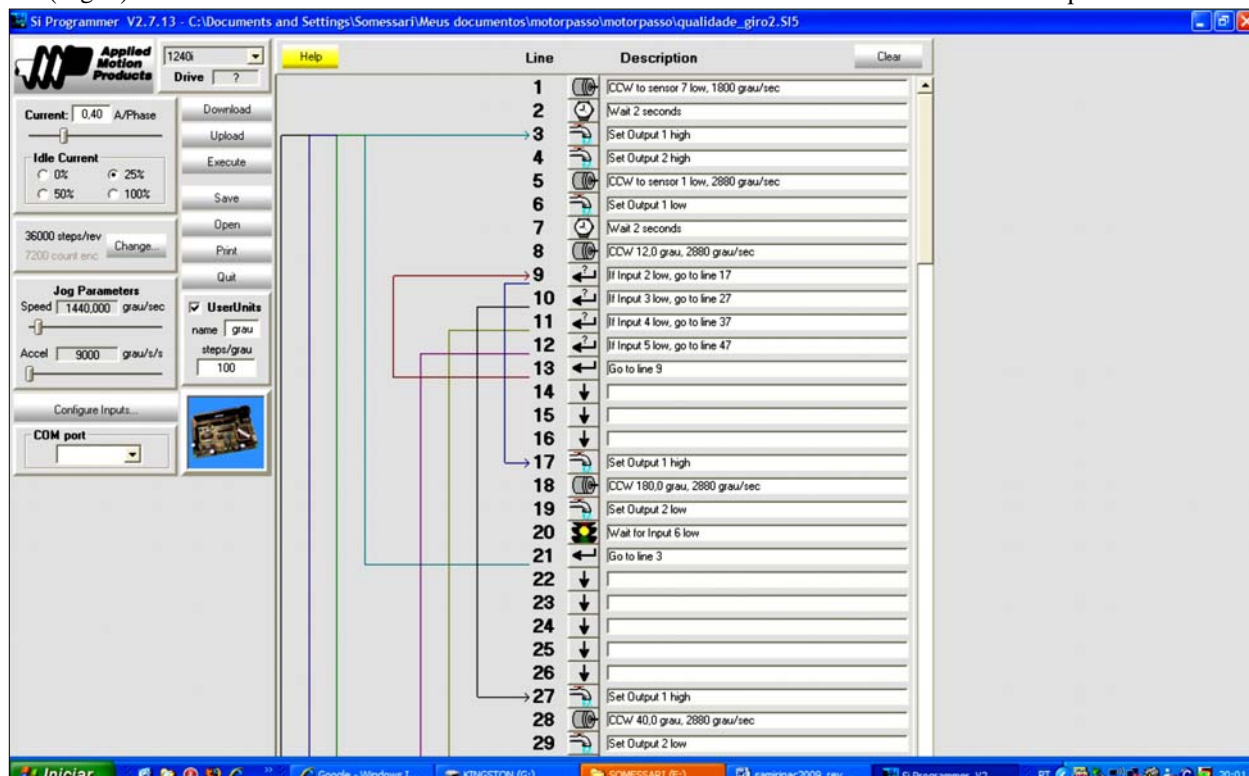 Si Programmer V2.7.13 - C:\Documents and Settings\Somessari\Meus documentos\motorpasso\motorpasso\qualidade_giro2.SI5
Applied Motion Products
1240i
Drive ?
Help
Line Description
Clear
Current: 0,40 A/Phase
Idle Current
0% 25%
50% 100%
36000 steps/rev
7200 count enc.
Change...
Jog Parameters
Speed 1440,000 grau/sec
Accel 9000 grau/s/s
Configure Inputs...
COM port
Download
Upload
Execute
Save
Open
Print
Quit
UserUnits
name grau
steps/grau
100
1 CCW to sensor 7 low, 1800 grau/sec
2 Wait 2 seconds
3 Set Output 1 high
4 Set Output 2 high
5 CCW to sensor 1 low, 2880 grau/sec
6 Set Output 1 low
7 Wait 2 seconds
8 CCW 12,0 grau, 2880 grau/sec
9 If Input 2 low, go to line 17
10 If Input 3 low, go to line 27
11 If Input 4 low, go to line 37
12 If Input 5 low, go to line 47
13 Go to line 9
14
15
16
17 Set Output 1 high
18 CCW 180,0 grau, 2880 grau/sec
19 Set Output 2 low
20 Wait for Input 6 low
21 Go to line 3
22
23
24
25
26
27 Set Output 1 high
28 CCW 40,0 grau, 2880 grau/sec
29 Set Output 2 low
Iniciar
Google - Windows I...
KINGSTON (G:)
SOMESSARI (E:)
Si Programmer V2...
PT
20:01